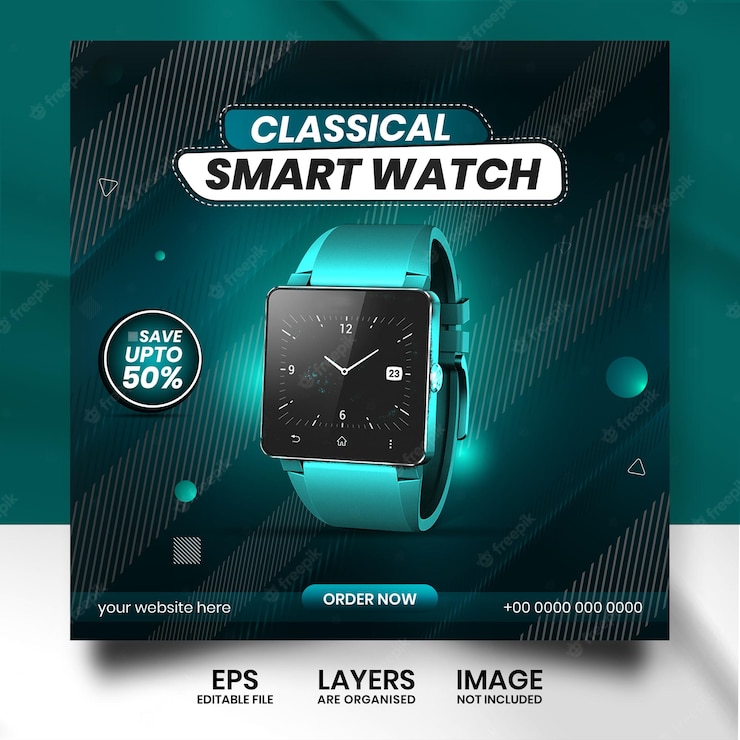 CLASSICAL
SMART WATCH
SAVE
UPTO
50%
12
9
23
6
ORDER NOW
your website here
+00 0000 000 0000
EPS
EDITABLE FILE
LAYERS
ARE ORGANISED
IMAGE
NOT INCLUDED
freepik